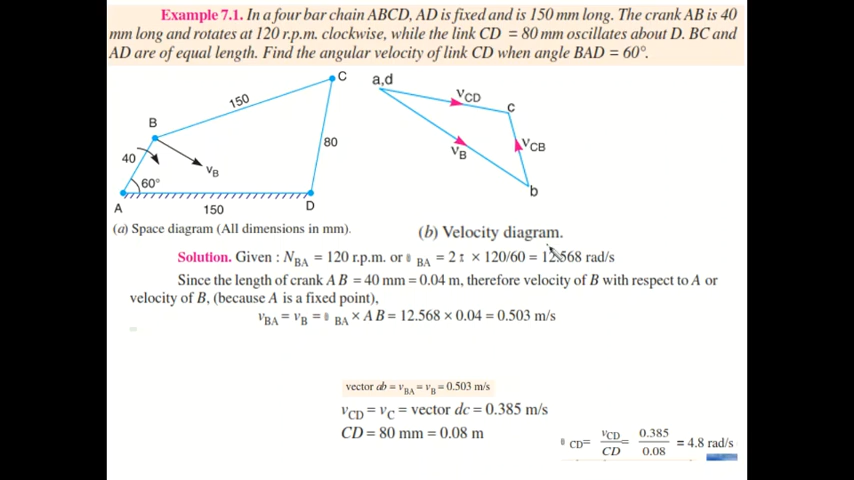 Example 7.1. In a four bar chain ABCD, AD is fixed and is 150 mm long. The crank AB is 40
mm long and rotates at 120 r.p.m. clockwise, while the link CD = 80 mm oscillates about D. BC and
AD are of equal length. Find the angular velocity of link CD when angle BAD = 60°.
C
150
B
40
60°
vB
80
A
150
D
a,d
vCD
c
vCB
vB
b
(a) Space diagram (All dimensions in mm).
(b) Velocity diagram.
Solution. Given : NBA = 120 r.p.m. or BA = 2 × 120/60 = 12.568 rad/s
Since the length of crank A B = 40 mm = 0.04 m, therefore velocity of B with respect to A or
velocity of B, (because A is a fixed point),
vBA = vB = BA × A B = 12.568 × 0.04 = 0.503 m/s
vector ab = vBA = vB = 0.503 m/s
vCD = vC = vector dc = 0.385 m/s
CD = 80 mm = 0.08 m
CD = vCD / CD = 0.385 / 0.08 = 4.8 rad/s